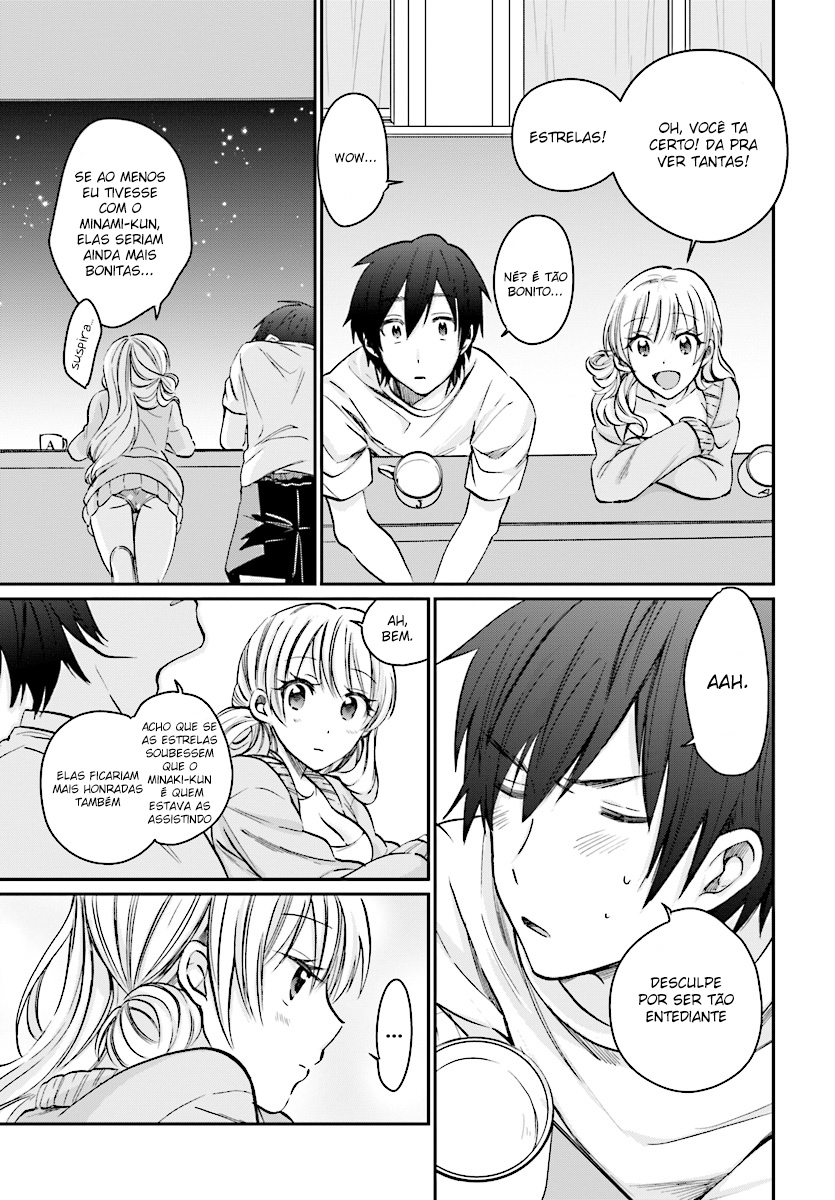 OH, VOCÊ TA
CERTO! DA PRA
VER TANTAS!
ESTRELAS!
WOW...
NÉ? É TÃO
BONITO...
SE AO MENOS
EU TIVESSE
COM O
MINAMI-KUN,
ELAS SERIAM
AINDA MAIS
BONITAS...
suspira...
A
AAH.
DESCULPE
POR SER TÃO
ENTEDIANTE
AH,
BEM.
ACHO QUE SE
AS ESTRELAS
SOUBESSEM
QUE O
MINAKI-KUN
É QUEM
ESTAVA AS
ASSISTINDO
ELAS FICARIAM
MAIS HONRADAS
TAMBÉM
...